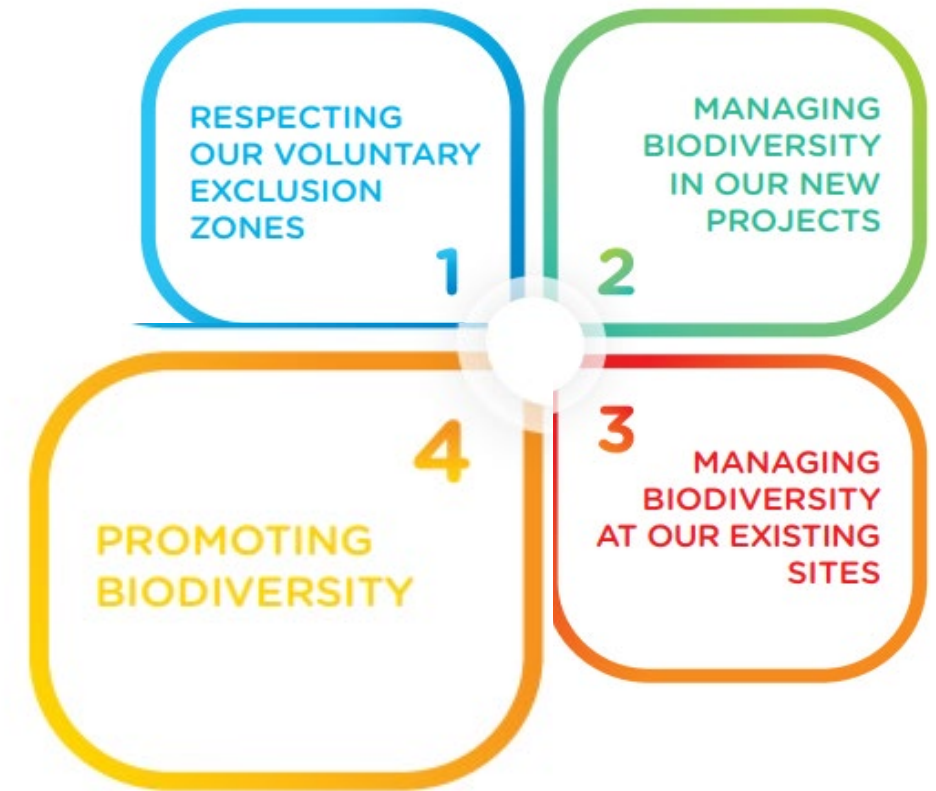 RESPECTING
OUR VOLUNTARY
EXCLUSION
ZONES
1
MANAGING
BIODIVERSITY
IN OUR NEW
PROJECTS
2
3
MANAGING
BIODIVERSITY
AT OUR EXISTING
SITES
4
PROMOTING
BIODIVERSITY